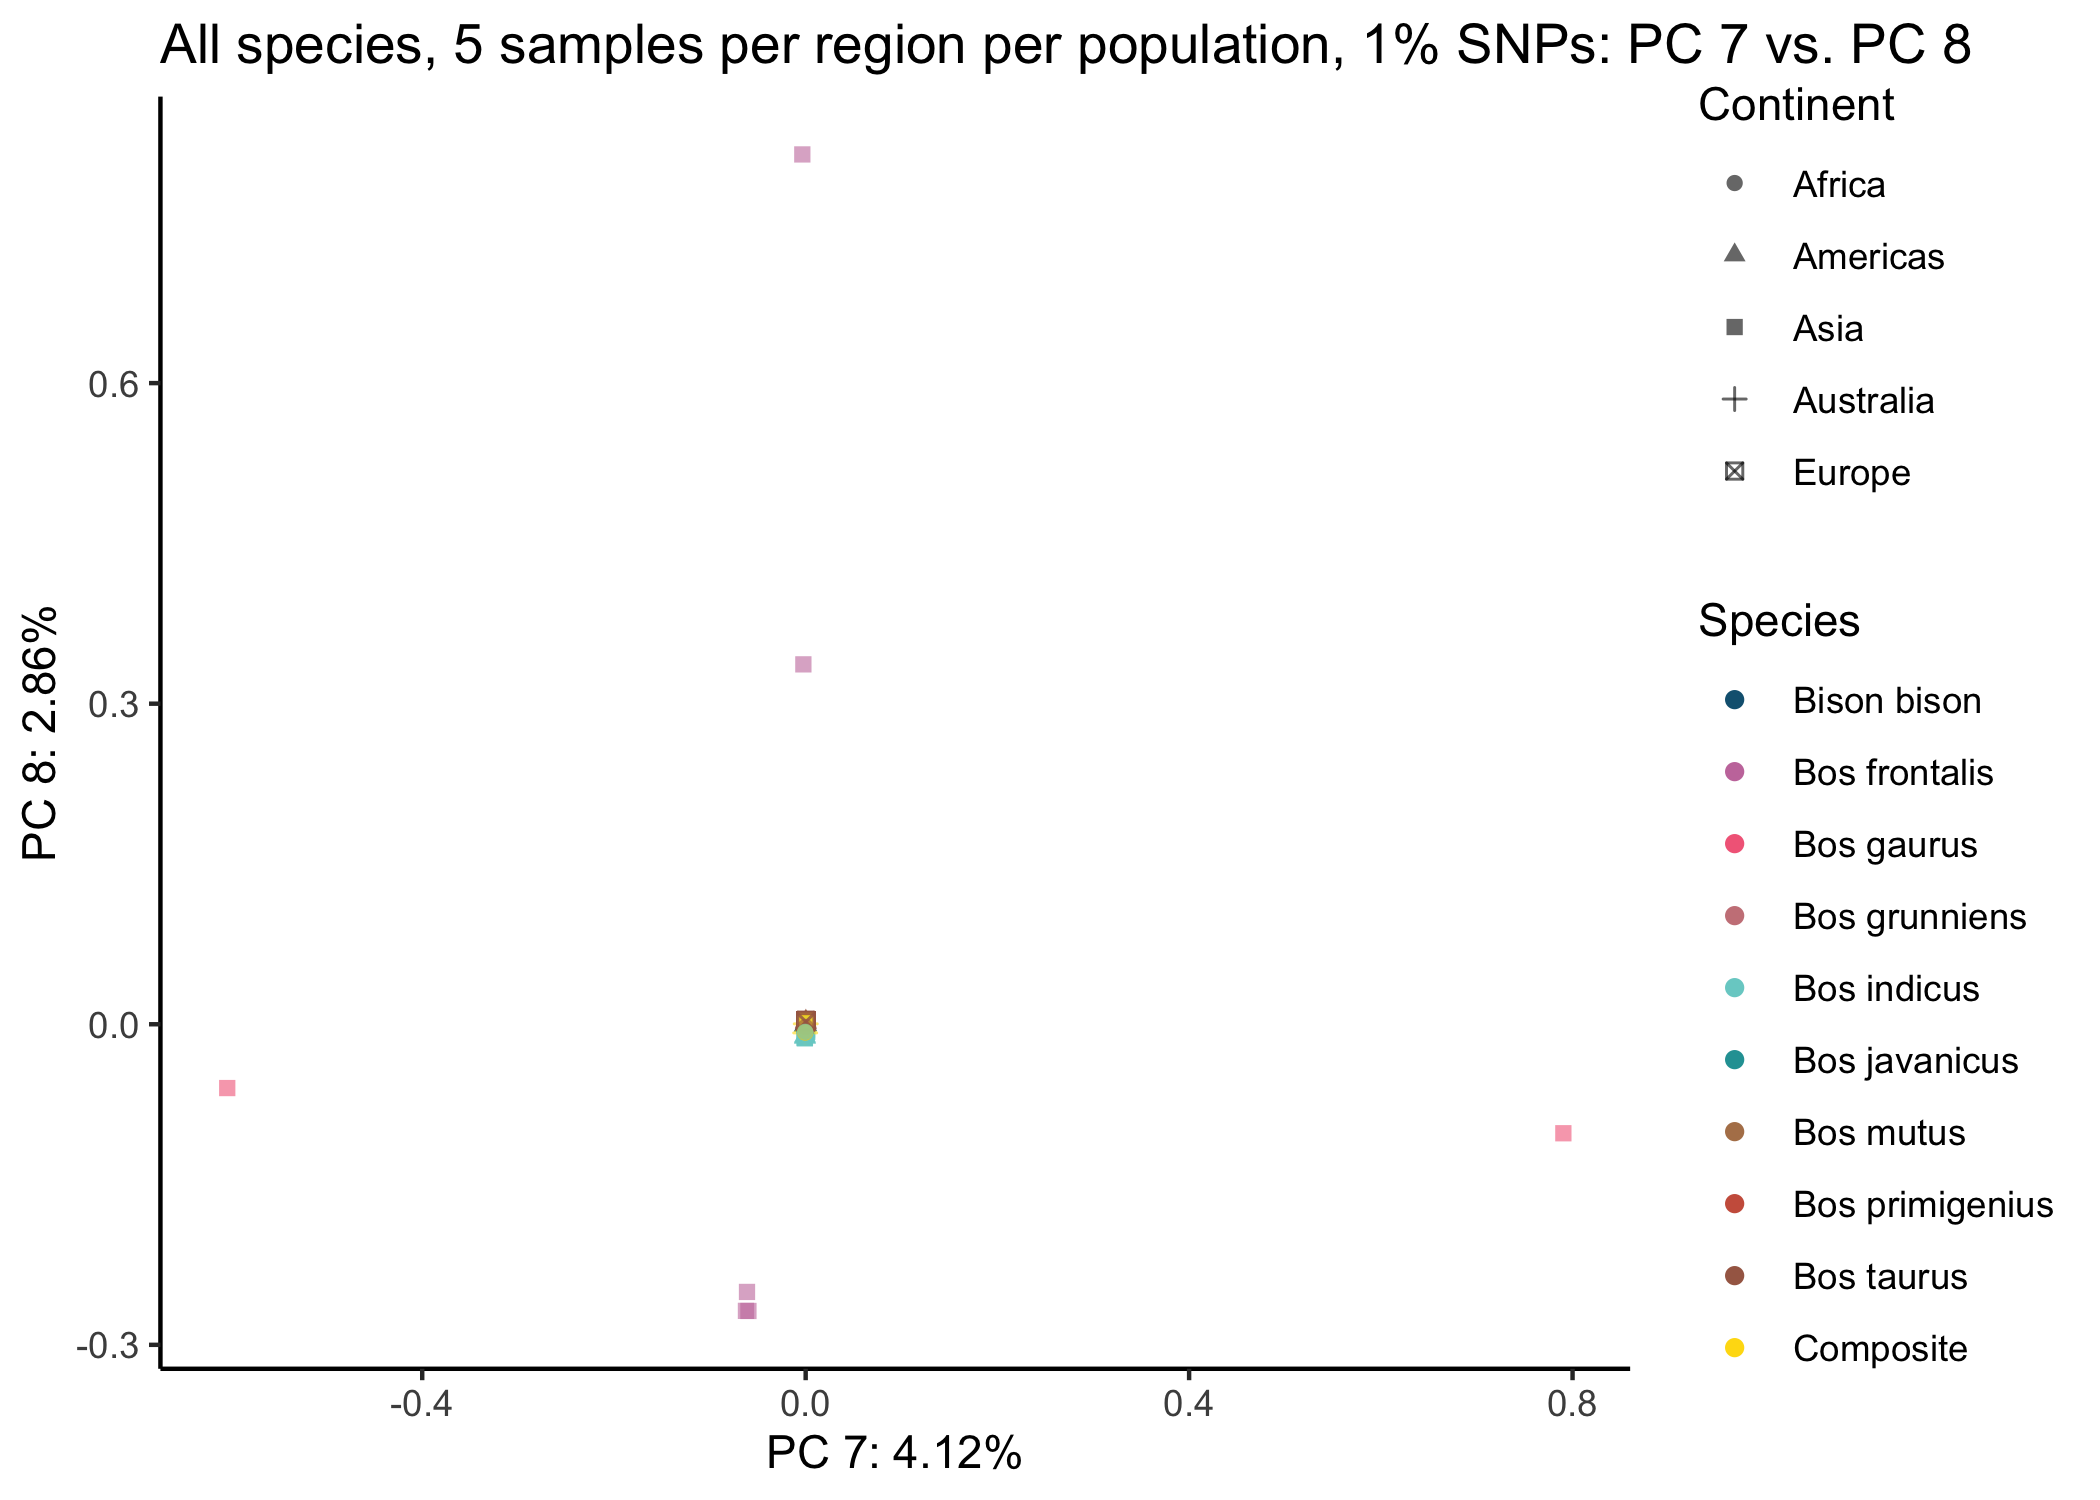 All species, 5 samples per region per population, 1% SNPs: PC 7 vs. PC 8
Continent
Africa
Americas
Asia
Australia
Europe
Species
Bison bison
Bos frontalis
Bos gaurus
Bos grunniens
Bos indicus
Bos javanicus
Bos mutus
Bos primigenius
Bos taurus
Composite
PC 8: 2.86%
0.6
0.3
0.0
-0.3
-0.4
0.0
0.4
0.8
PC 7: 4.12%